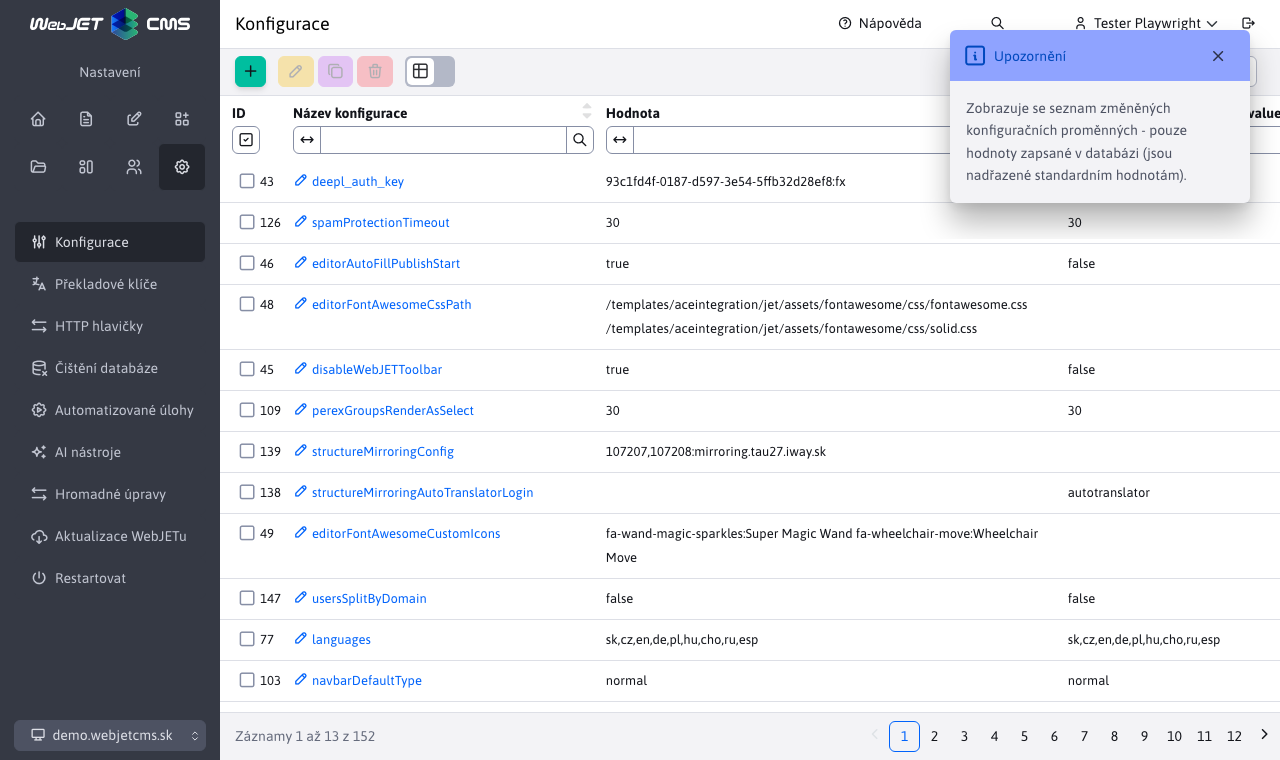 WebJET CMS
Konfigurace
Nápověda
Tester Playwright
Nastavení
Upozornění
Zobrazuje se seznam změněných
konfiguračních proměnných - pouze
hodnoty zapsané v databázi (jsou
nadřazené standardním hodnotám).
Konfigurace
Překladové klíče
HTTP hlavičky
Čištění databáze
Automatizované úlohy
AI nástroje
Hromadné úpravy
Aktualizace WebJETu
Restartovat
demo.webjetcms.sk
ID Název konfigurace Hodnota
43 deepl_auth_key 93c1fd4f-0187-d597-3e54-5ffb32d28ef8:fx
126 spamProtectionTimeout 30 30
46 editorAutoFillPublishStart true false
48 editorFontAwesomeCssPath /templates/aceintegration/jet/assets/fontawesome/css/fontawesome.css
/templates/aceintegration/jet/assets/fontawesome/css/solid.css
45 disableWebJETToolbar true false
109 perexGroupsRenderAsSelect 30 30
139 structureMirroringConfig 107207,107208:mirroring.tau27.iway.sk
138 structureMirroringAutoTranslatorLogin autotranslator
49 editorFontAwesomeCustomIcons fa-wand-magic-sparkles:Super Magic Wand fa-wheelchair-move:Wheelchair
Move
147 usersSplitByDomain false false
77 languages sk,cz,en,de,pl,hu,cho,ru,esp sk,cz,en,de,pl,hu,cho,ru,esp
103 navbarDefaultType normal normal
Záznamy 1 až 13 z 152
1 2 3 4 5 6 7 8 9 10 11 12